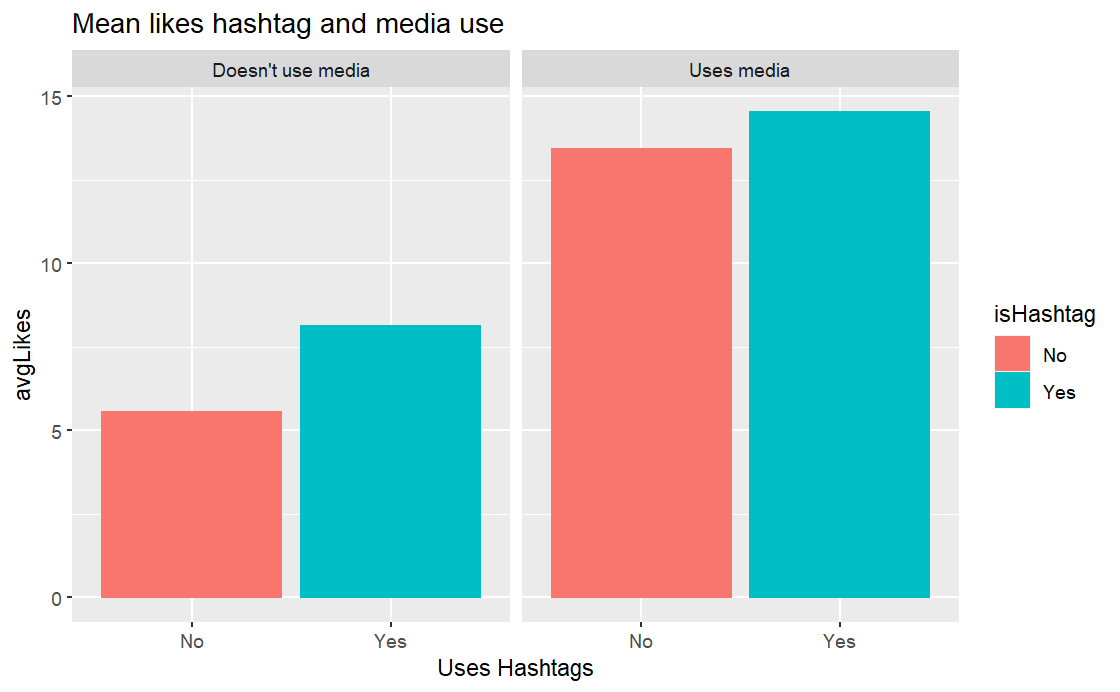 Mean likes hashtag and media use
Doesn't use media
Uses media
15
10
5
0
avgLikes
No
Yes
No
Yes
Uses Hashtags
isHashtag
No
Yes